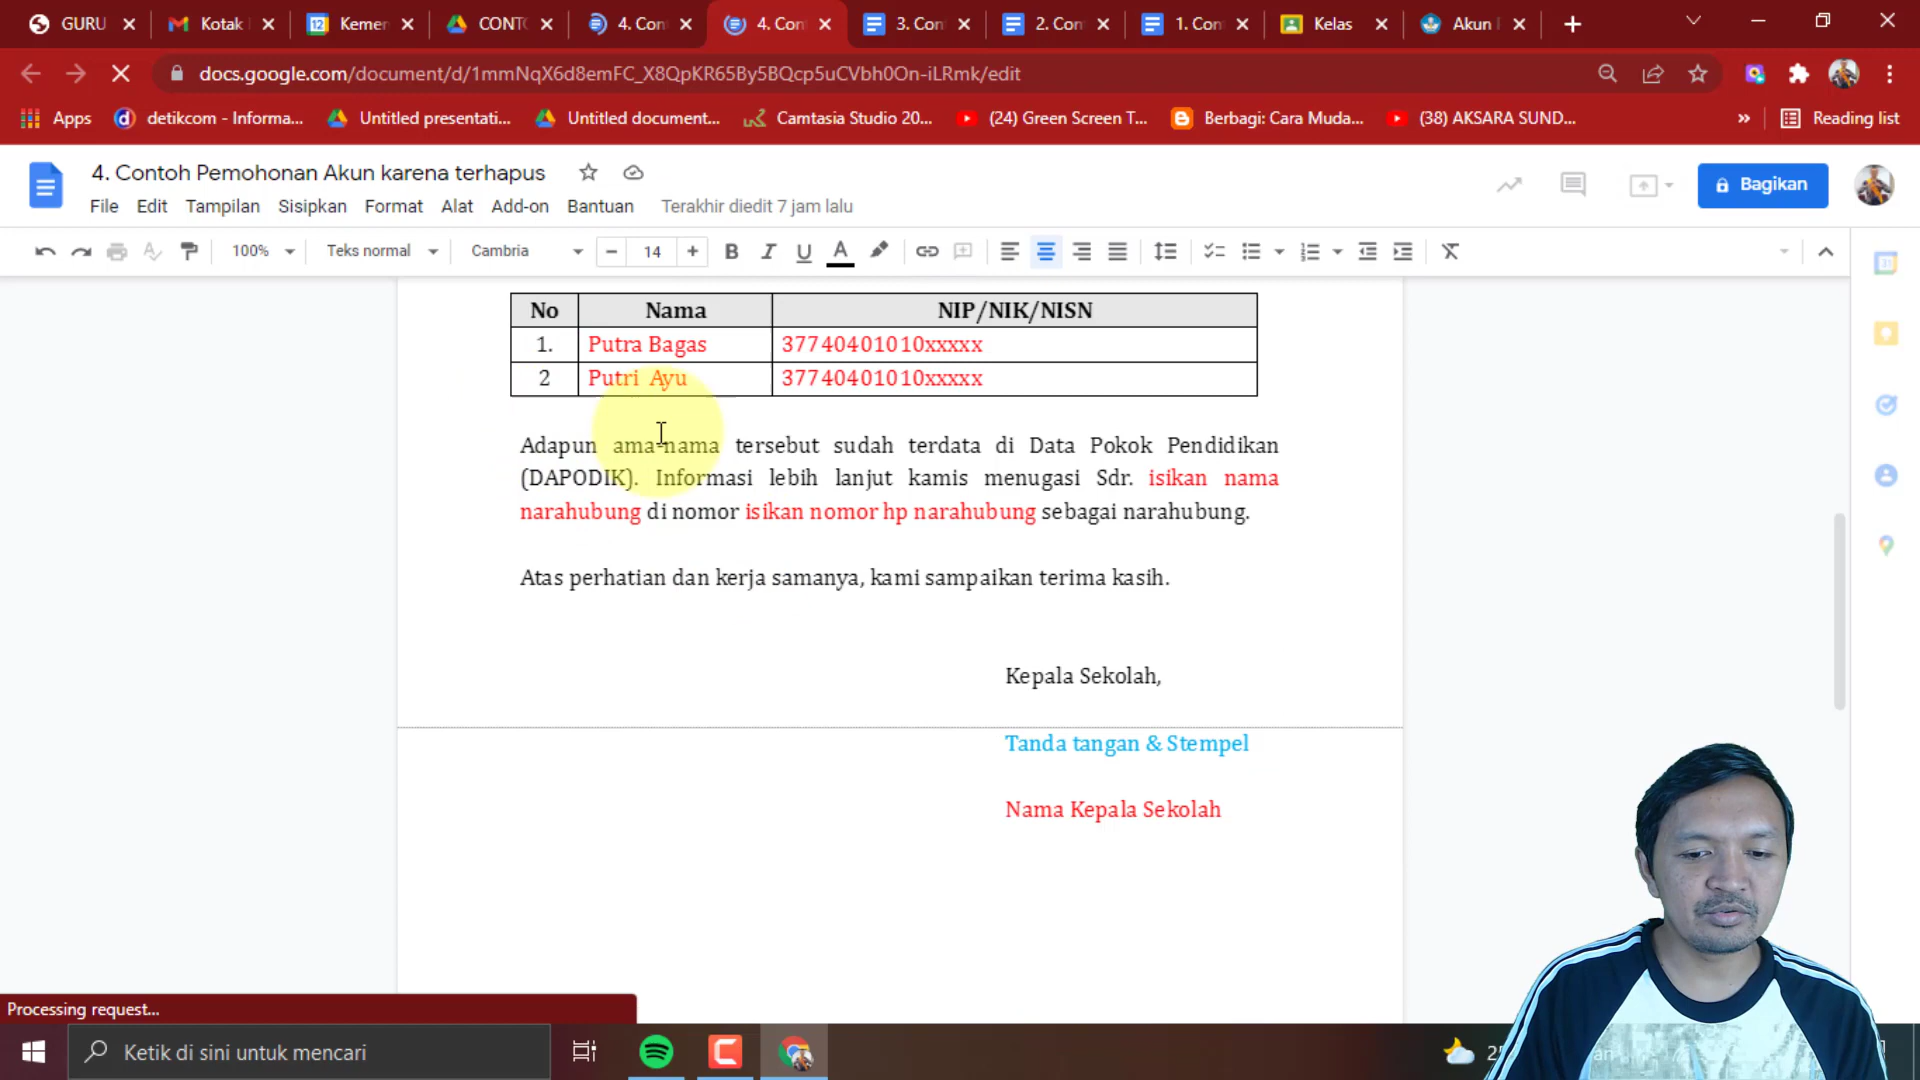 GURU
Kotak
Kemen
CONTO
4. Con
4. Con
3. Con
2. Con
1. Con
Kelas
Akun
docs.google.com/document/d/1mmNqX6d8emFC_X8QpKR65By5BQcp5uCVbh0On-iLRmk/edit
Apps
detikcom - Informa...
Untitled presentati...
Untitled document...
Camtasia Studio 20...
(24) Green Screen T...
Berbagi: Cara Muda...
(38) AKSARA SUND...
»
Reading list
4. Contoh Pemohonan Akun karena terhapus
Bagikan
File Edit Tampilan Sisipkan Format Alat Add-on Bantuan Terakhir diedit 7 jam lalu
100% Teks normal Cambria 14
No Nama NIP/NIK/NISN
1. Putra Bagas 37740401010xxxxx
2 Putri Ayu 37740401010xxxxx
Adapun ama-nama tersebut sudah terdata di Data Pokok Pendidikan
(DAPODIK). Informasi lebih lanjut kamis menugasi Sdr. isikan nama
narahubung di nomor isikan nomor hp narahubung sebagai narahubung.
Atas perhatian dan kerja samanya, kami sampaikan terima kasih.
Kepala Sekolah,
Tanda tangan & Stempel
Nama Kepala Sekolah
Processing request...
Ketik di sini untuk mencari